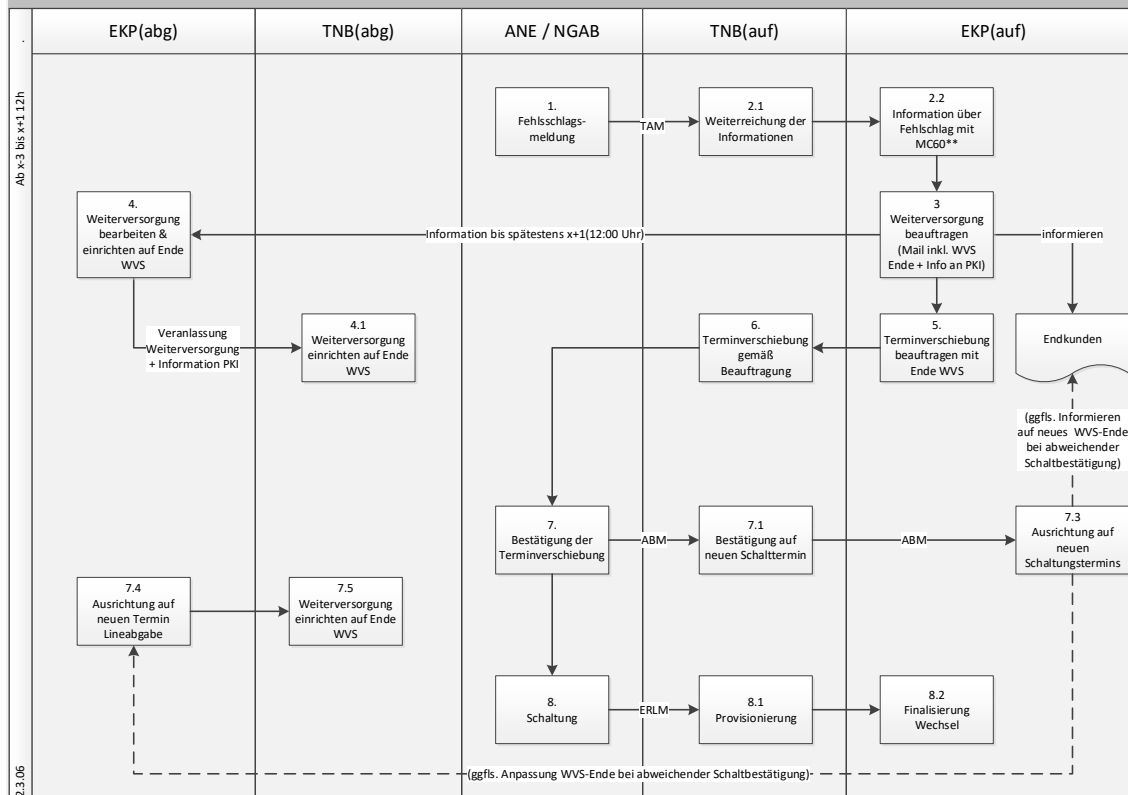 EKP(abg)
TNB(abg)
ANE / NGAB
TNB(auf)
EKP(auf)
.
Ab x-3 bis x+1 12h
1.
Fehlsschlags-
meldung
TAM
2.1
Weiterreichung der
Informationen
2.2
Information über
Fehlschlag mit
MC60**
4.
Weiterversorgung
bearbeiten &
einrichten auf Ende
WVS
Information bis spätestens x+1(12:00 Uhr)
3
Weiterversorgung
beauftragen
(Mail inkl. WVS
Ende + Info an PKI)
informieren
Veranlassung
Weiterversorgung
+ Information PKI
4.1
Weiterversorgung
einrichten auf Ende
WVS
6.
Terminverschiebung
gemäß
Beauftragung
5.
Terminverschiebung
beauftragen mit
Ende WVS
Endkunden
(ggfls. Informieren
auf neues WVS-Ende
bei abweichender
Schaltbestätigung)
7.
Bestätigung der
Terminverschiebung
ABM
7.1
Bestätigung auf
neuen Schalttermin
ABM
7.3
Ausrichtung auf
neuen
Schaltungstermins
7.4
Ausrichtung auf
neuen Termin
Lineabgabe
7.5
Weiterversorgung
einrichten auf Ende
WVS
8.
Schaltung
ERLM
8.1
Provisionierung
8.2
Finalisierung
Wechsel
(ggfls. Anpassung WVS-Ende bei abweichender Schaltbestätigung)
2.3.06